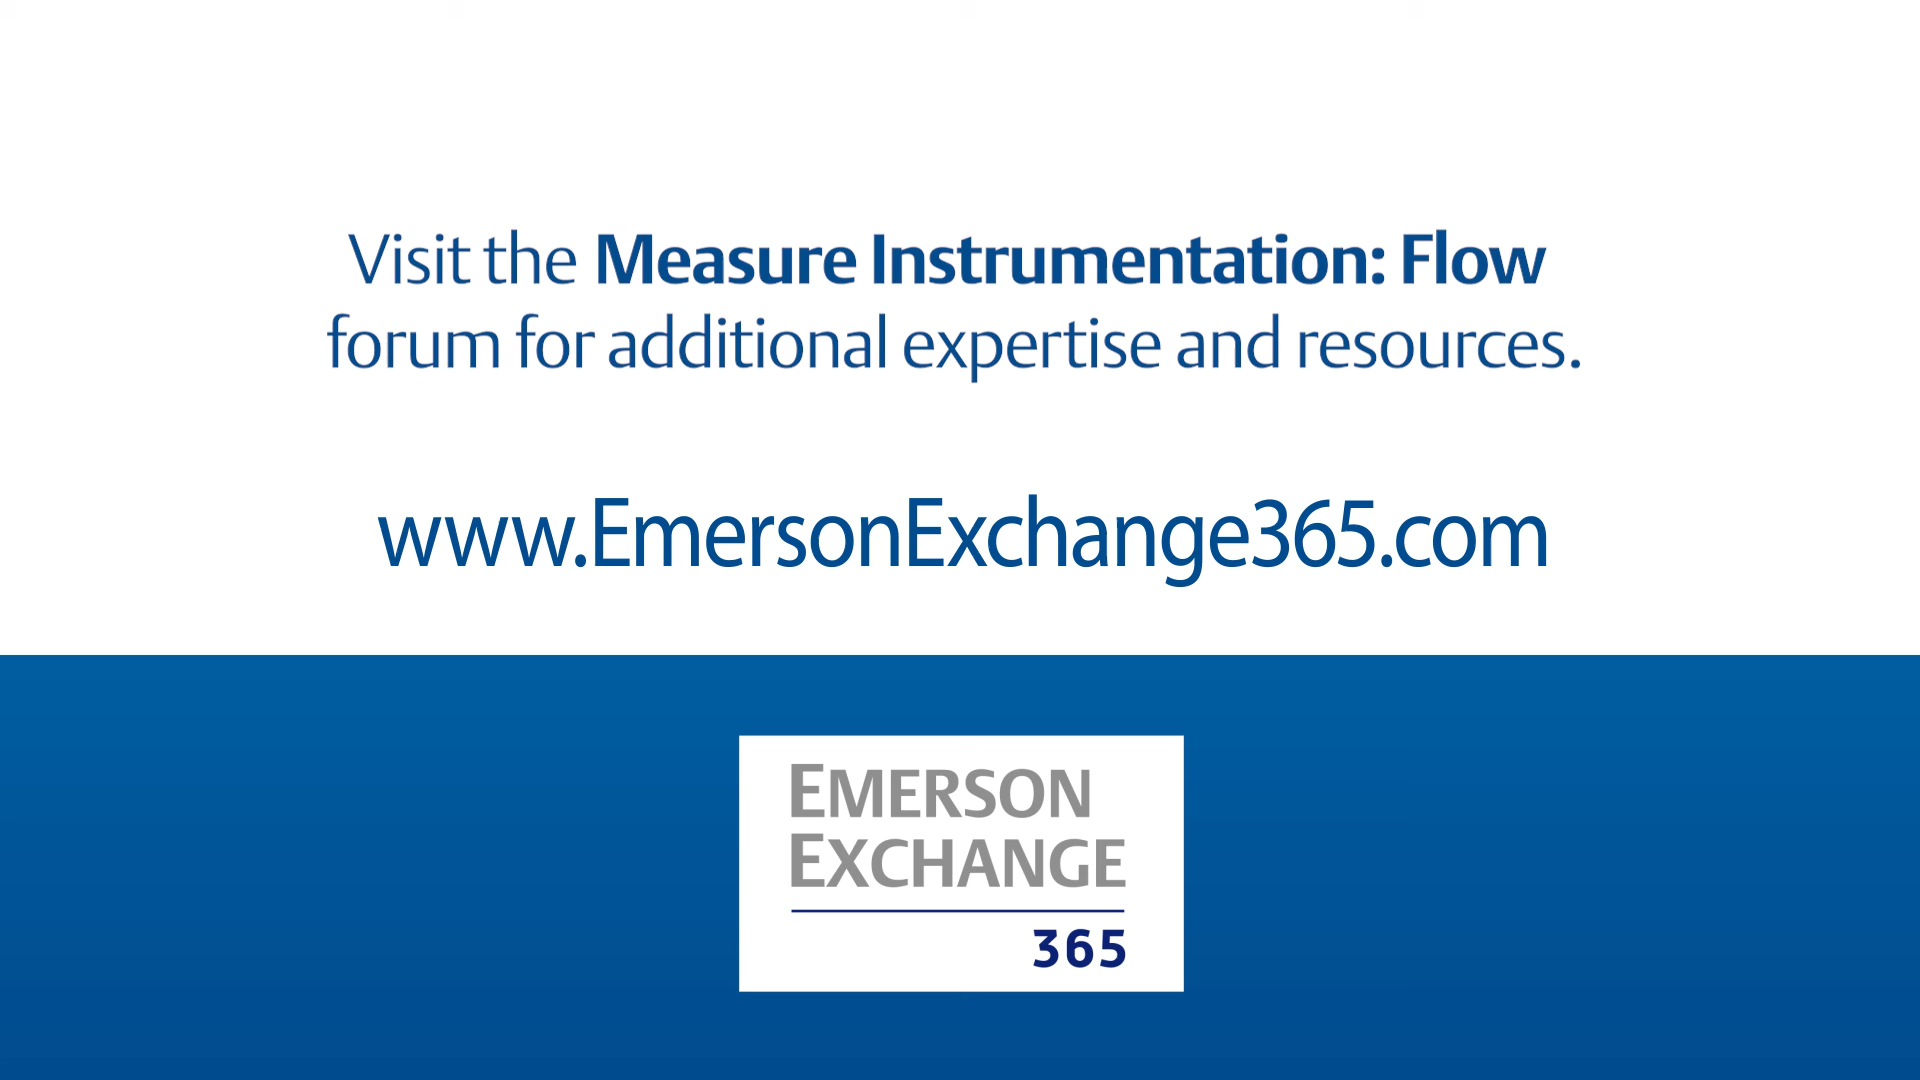 Visit the Measure Instrumentation: Flow
forum for additional expertise and resources.
www.EmersonExchange365.com
EMERSON
EXCHANGE
365